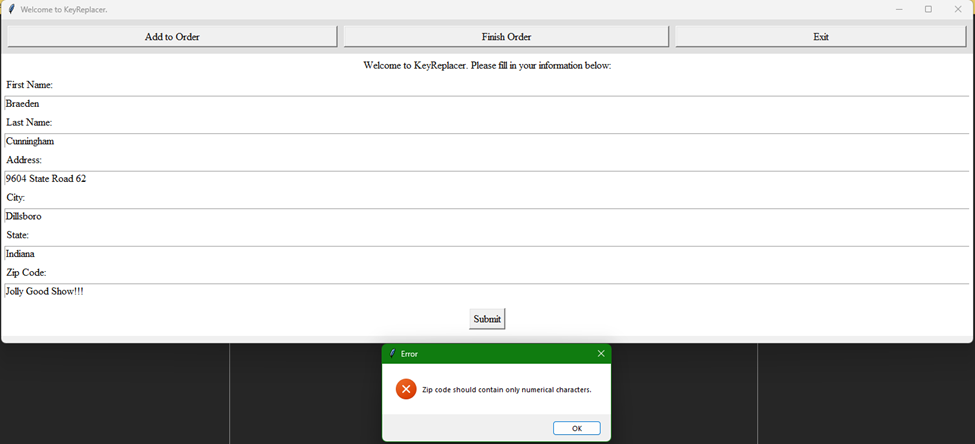 Welcome to KeyReplacer.
Add to Order Finish Order Exit
Welcome to KeyReplacer. Please fill in your information below:
First Name:
Braeden
Last Name:
Cunningham
Address:
9604 State Road 62
City:
Dillsboro
State:
Indiana
Zip Code:
Jolly Good Show!!!
Submit
Error
Zip code should contain only numerical characters.
OK